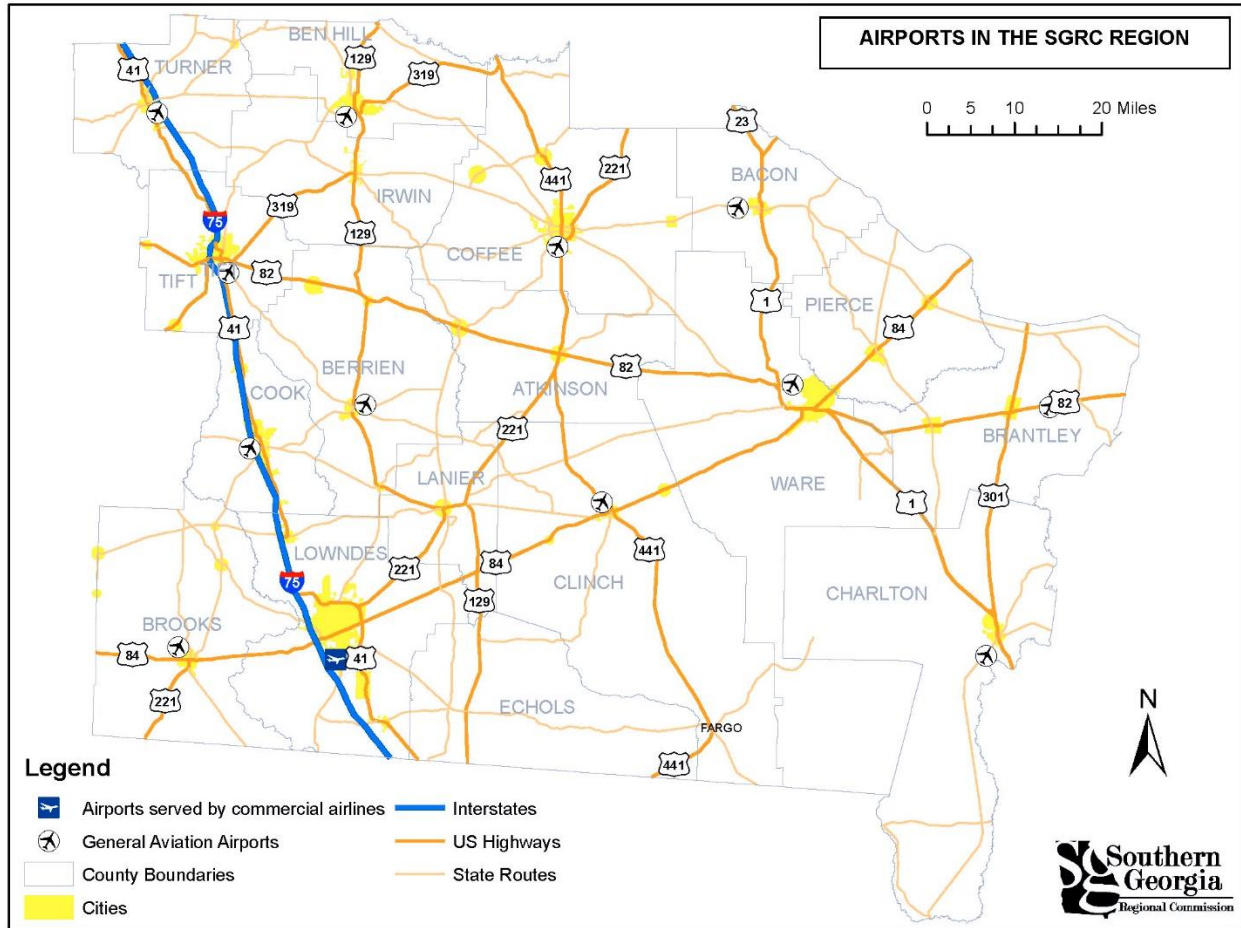 AIRPORTS IN THE SGRC REGION
0 5 10 20 Miles
BEN HILL
129
41
TURNER
319
23
221
441
BACON
IRWIN
319
75
129
COFFEE
TIFT
82
1
PIERCE
41
84
BERRIEN
82
COOK
ATKINSON
82
221
BRANTLEY
LANIER
WARE
301
1
LOWNDES
441
84
221
75
CLINCH
CHARLTON
129
BROOKS
84
41
221
ECHOLS
N
FARGO
441
Legend
Airports served by commercial airlines
Interstates
General Aviation Airports
US Highways
County Boundaries
State Routes
Cities
Southern
Georgia
Regional Commission